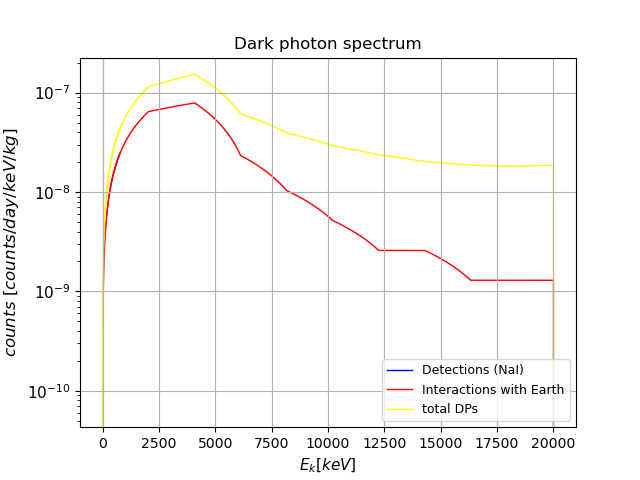 Dark photon spectrum
counts [counts/day/keV/kg]
10⁻⁷
10⁻⁸
10⁻⁹
10⁻¹⁰
Detections (NaI)
Interactions with Earth
total DPs
0 2500 5000 7500 10000 12500 15000 17500 20000
E_k[keV]